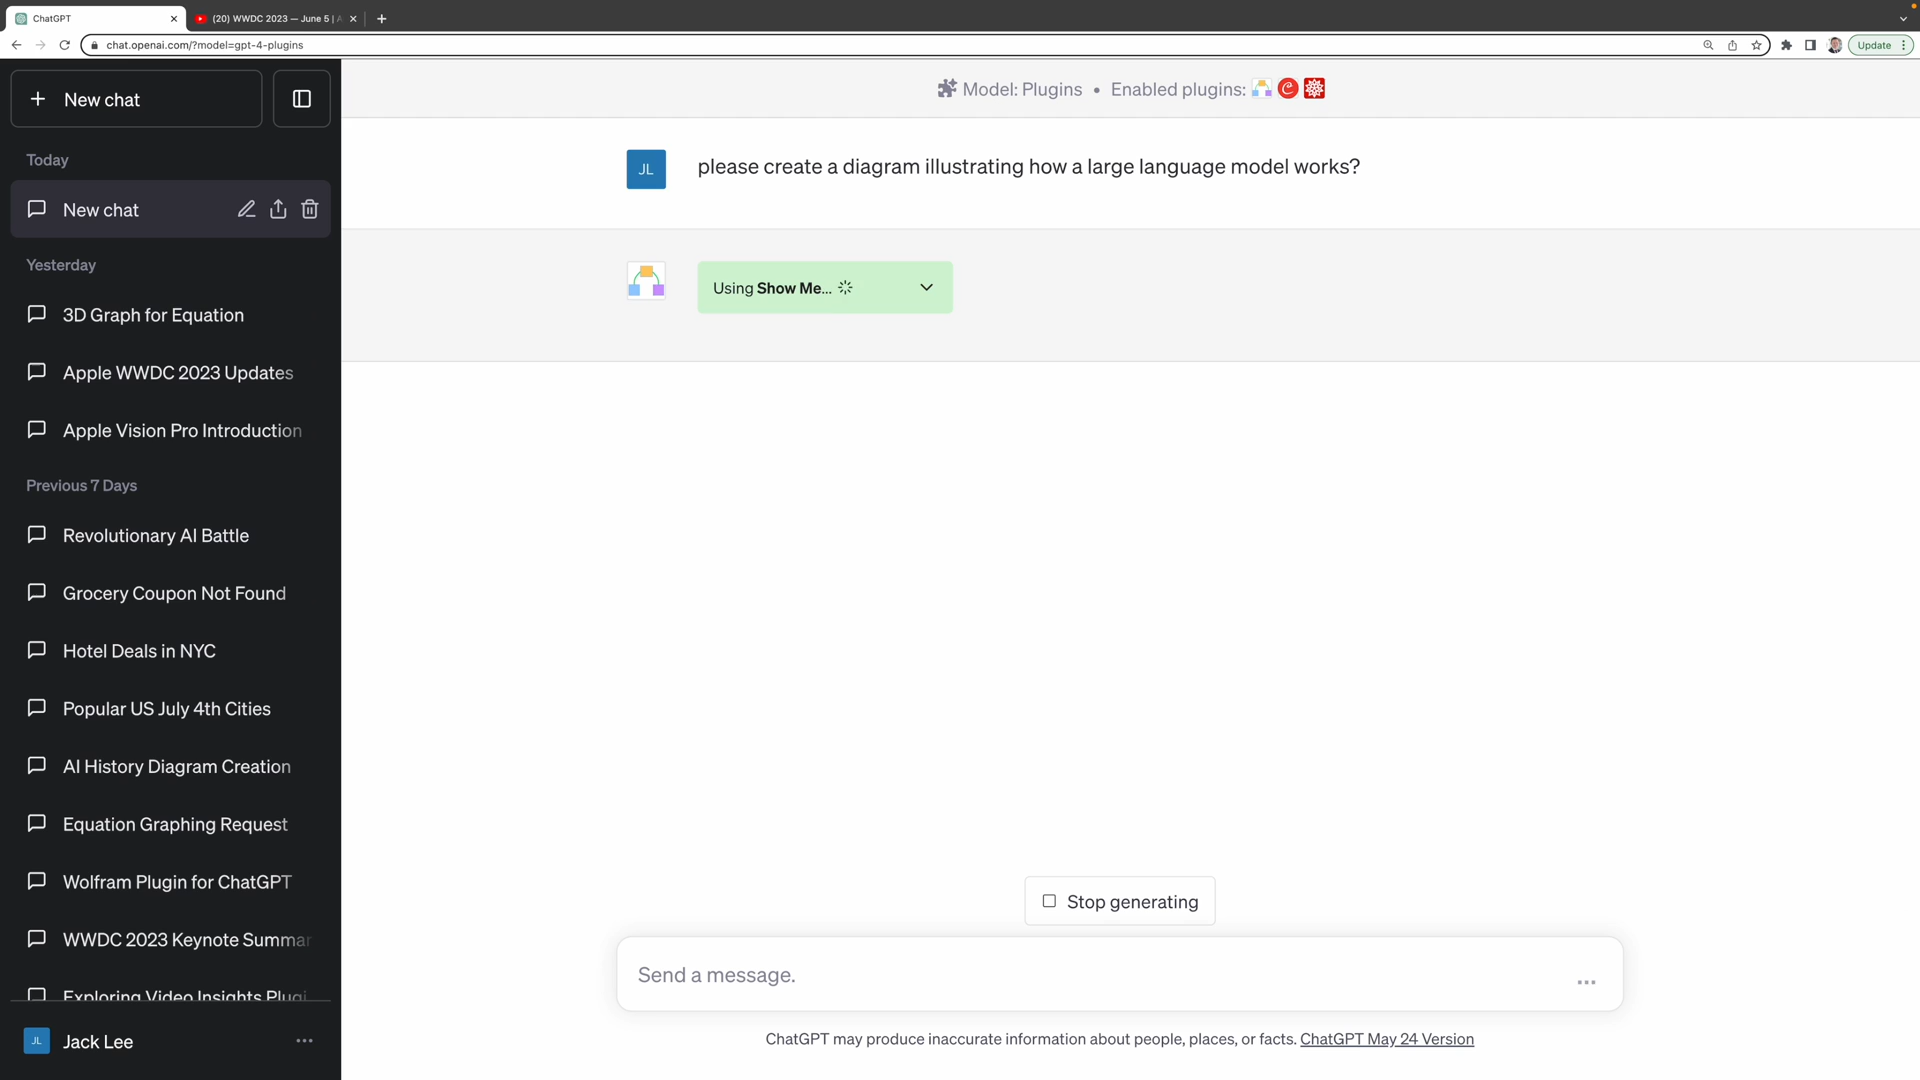 ChatGPT
(20) WWDC 2023 — June 5 |
chat.openai.com/?model=gpt-4-plugins
Update
New chat
Today
New chat
Yesterday
3D Graph for Equation
Apple WWDC 2023 Updates
Apple Vision Pro Introduction
Previous 7 Days
Revolutionary AI Battle
Grocery Coupon Not Found
Hotel Deals in NYC
Popular US July 4th Cities
AI History Diagram Creation
Equation Graphing Request
Wolfram Plugin for ChatGPT
WWDC 2023 Keynote Summar
Exploring Video Insights Plugi
JL
Jack Lee
Model: Plugins • Enabled plugins:
JL
please create a diagram illustrating how a large language model works?
Using Show Me...
Stop generating
Send a message.
ChatGPT may produce inaccurate information about people, places, or facts. ChatGPT May 24 Version